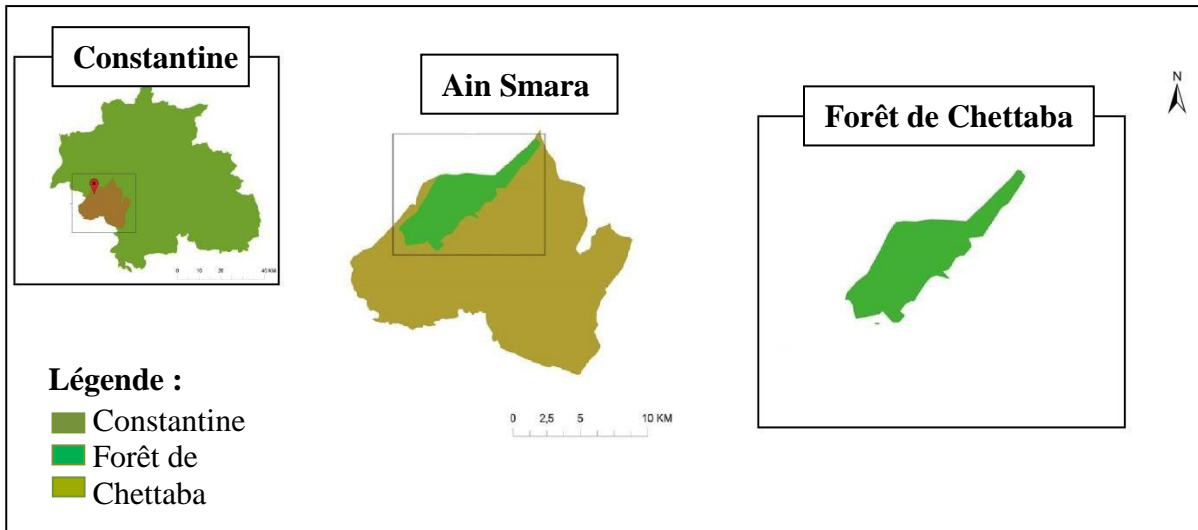 Constantine
Ain Smara
Forêt de Chettaba
N
0 10 20 40 KM
Légende :
Constantine
Forêt de
Chettaba
0 2,5 5 10 KM